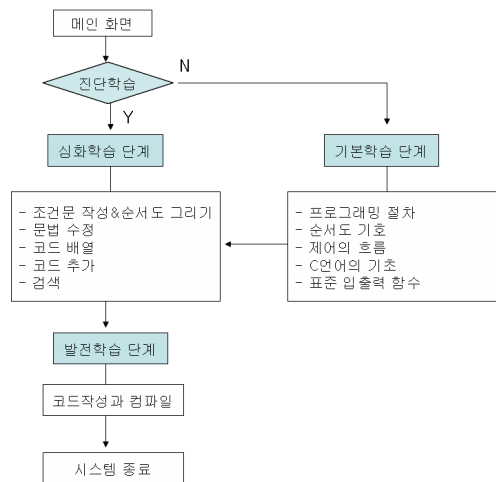 메인 화면
진단학습
N
Y
심화학습 단계
기본학습 단계
- 조건문 작성&순서도 그리기
- 문법 수정
- 코드 배열
- 코드 추가
- 검색
- 프로그래밍 절차
- 순서도 기호
- 제어의 흐름
- C언어의 기초
- 표준 입출력 함수
발전학습 단계
코드작성과 컴파일
시스템 종료